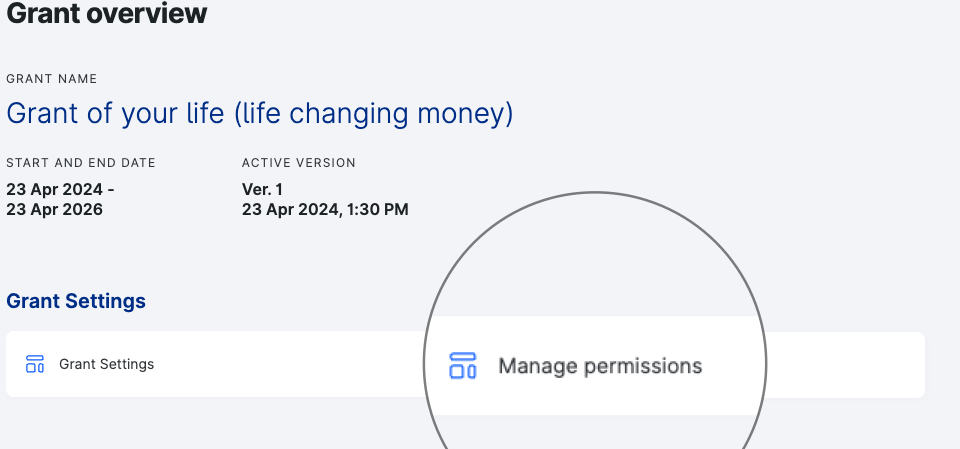 Grant overview
GRANT NAME
Grant of your life (life changing money)
START AND END DATE
23 Apr 2024 -
23 Apr 2026
ACTIVE VERSION
Ver. 1
23 Apr 2024, 1:30 PM
Grant Settings
Grant Settings
Manage permissions